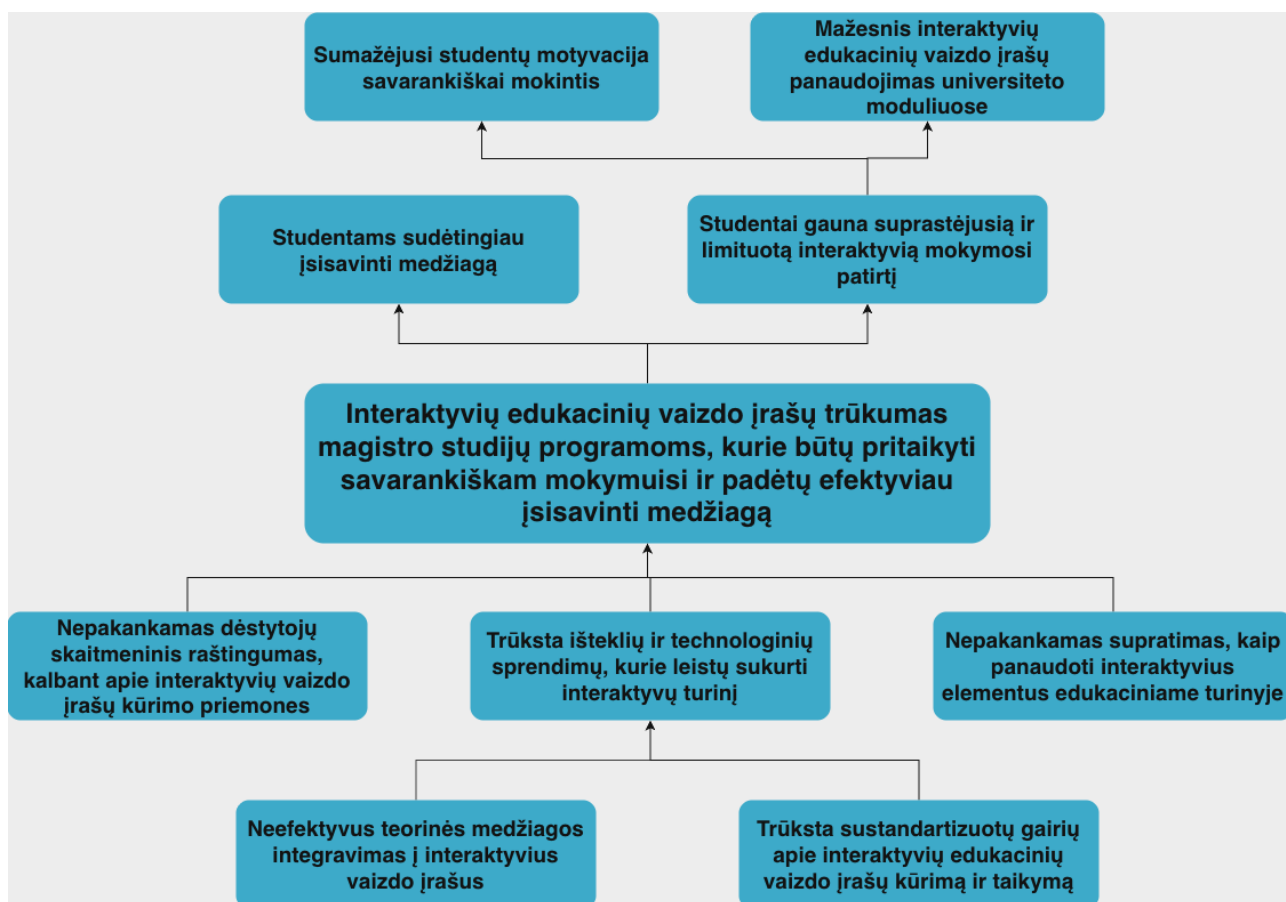 Sumažėjusi studentų motyvacija
savarankiškai mokintis
Mažesnis interaktyvių
edukacinių vaizdo įrašų
panaudojimas universiteto
moduliuose
Studentams sudėtingiau
įsisavinti medžiagą
Studentai gauna suprastėjusią ir
limituotą interaktyvią mokymosi
patirtį
Interaktyvių edukacinių vaizdo įrašų trūkumas
magistro studijų programoms, kurie būtų pritaikyti
savarankiškam mokymuisi ir padėtų efektyviau
įsisavinti medžiagą
Nepakankamas dėstytojų
skaitmeninis raštingumas,
kalbant apie interaktyvių vaizdo
įrašų kūrimo priemones
Trūksta išteklių ir technologinių
sprendimų, kurie leistų sukurti
interaktyvų turinį
Nepakankamas supratimas, kaip
panaudoti interaktyvius
elementus edukaciniame turinyje
Neefektyvus teorinės medžiagos
integravimas į interaktyvius
vaizdo įrašus
Trūksta sustandartizuotų gairių
apie interaktyvių edukacinių
vaizdo įrašų kūrimą ir taikymą